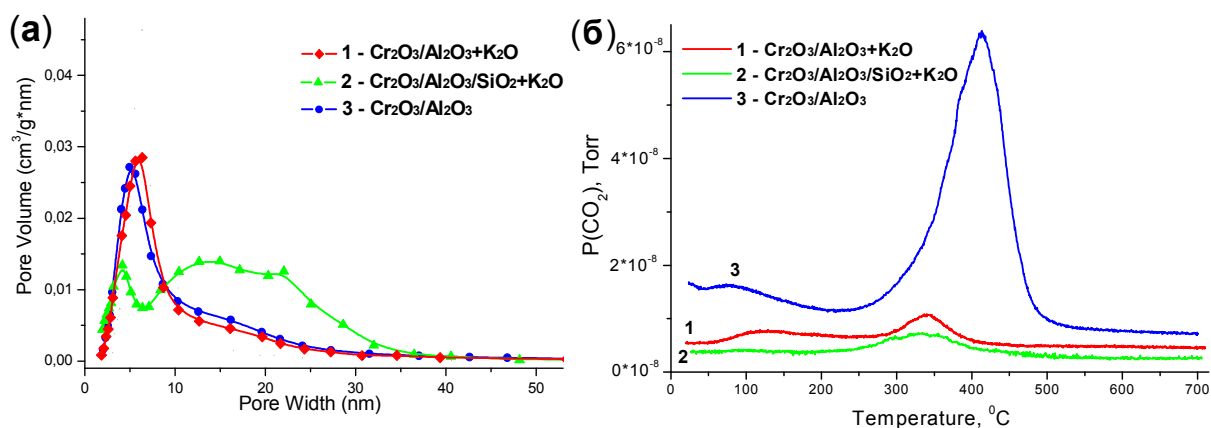 (а)
1 - Cr₂O₃/Al₂O₃+K₂O
2 - Cr₂O₃/Al₂O₃/SiO₂+K₂O
3 - Cr₂O₃/Al₂O₃
Pore Volume (cm³/g*nm)
0,04
0,03
0,02
0,01
0,00
0 10 20 30 40 50
Pore Width (nm)
(б)
1 - Cr₂O₃/Al₂O₃+K₂O
2 - Cr₂O₃/Al₂O₃/SiO₂+K₂O
3 - Cr₂O₃/Al₂O₃
P(CO₂), Torr
6*10⁻⁸
4*10⁻⁸
2*10⁻⁸
0*10⁻⁸
3
1
2
0 100 200 300 400 500 600 700
Temperature, ⁰C